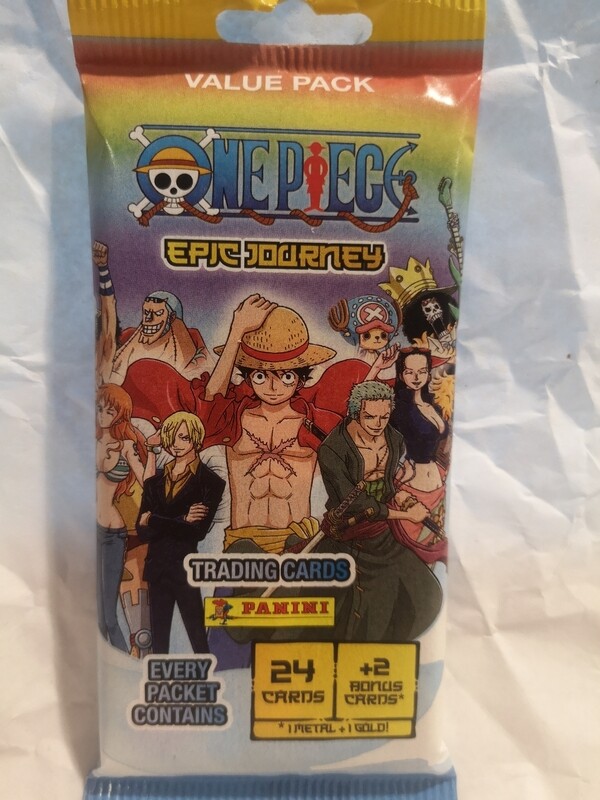 VALUE PACK
ONE PIECE
EPIC JOURNEY
TRADING CARDS
PANINI
EVERY
PACKET
CONTAINS
24
CARDS
+2
BONUS
CARDS*
* 1 METAL + 1 GOLD!